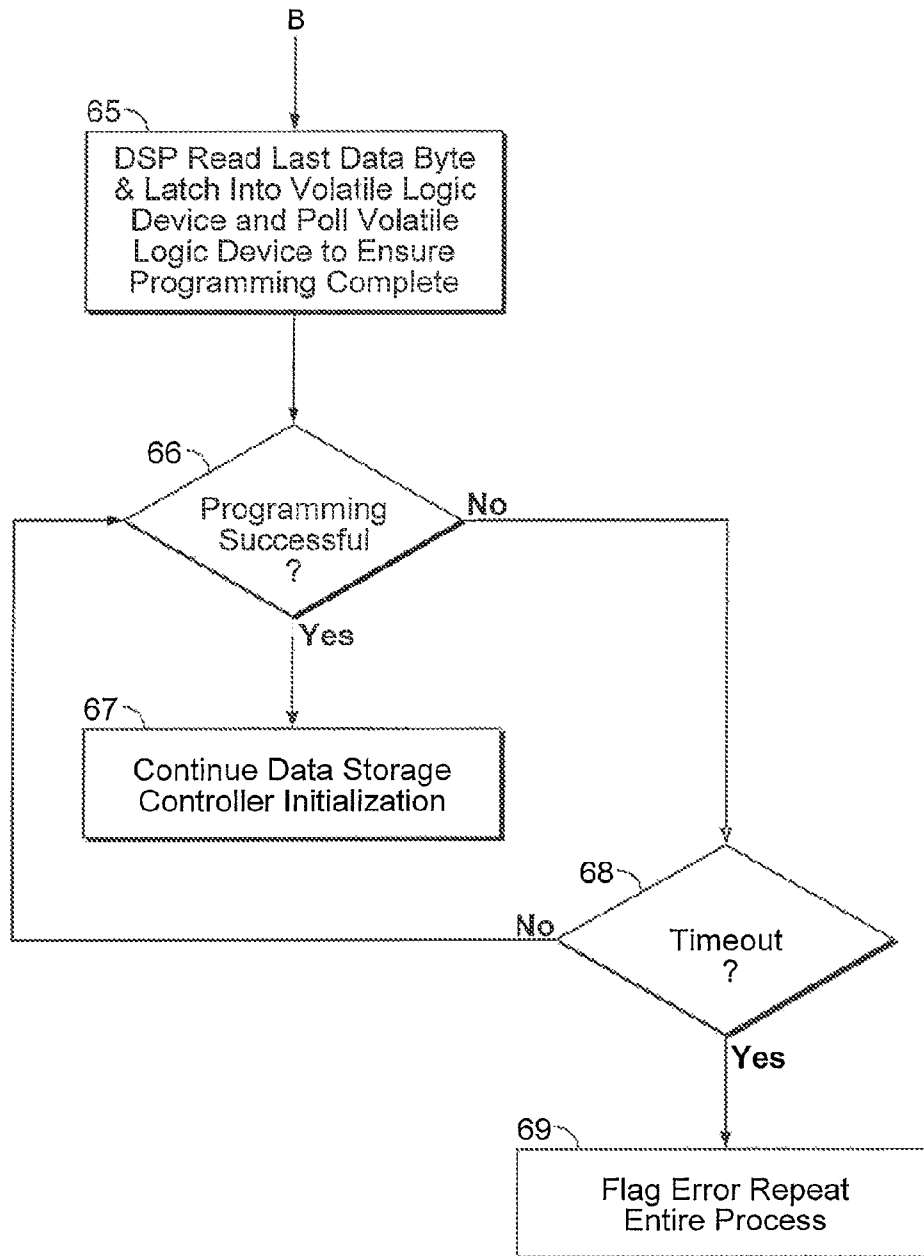 B
65
DSP Read Last Data Byte
& Latch Into Volatile Logic
Device and Poll Volatile
Logic Device to Ensure
Programming Complete
66
Programming
Successful
?
No
Yes
67
Continue Data Storage
Controller Initialization
68
No
Timeout
?
Yes
69
Flag Error Repeat
Entire Process